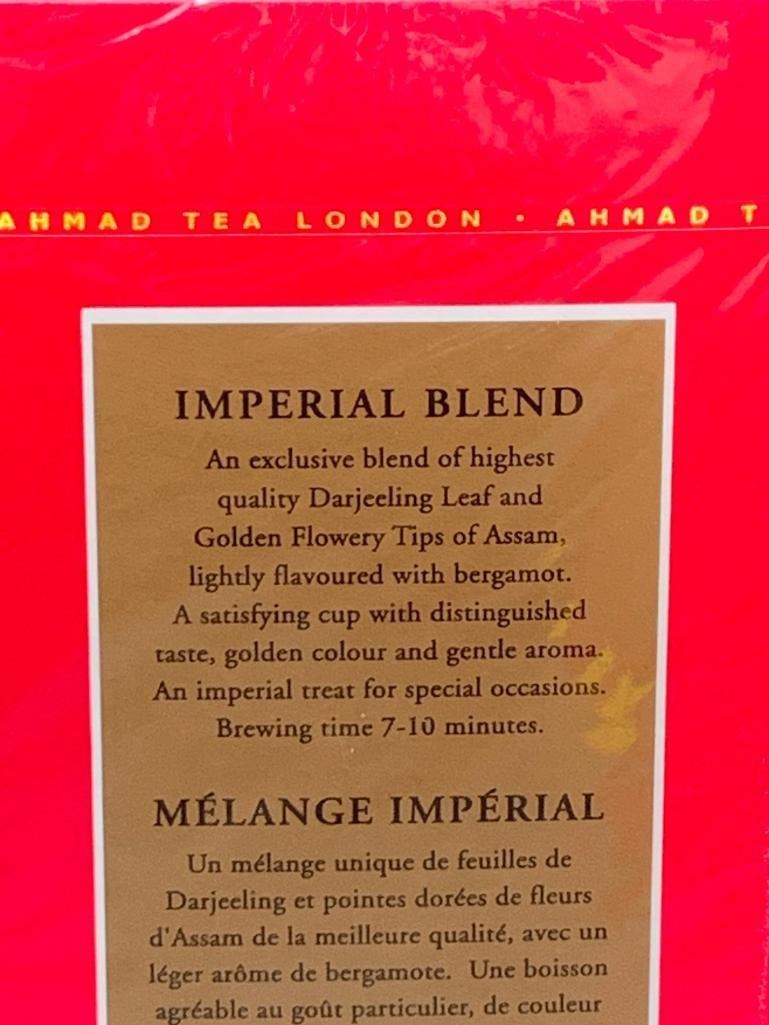 AHMAD TEA LONDON · AHMAD T
IMPERIAL BLEND
An exclusive blend of highest
quality Darjeeling Leaf and
Golden Flowery Tips of Assam,
lightly flavoured with bergamot.
A satisfying cup with distinguished
taste, golden colour and gentle aroma.
An imperial treat for special occasions.
Brewing time 7-10 minutes.
MÉLANGE IMPÉRIAL
Un mélange unique de feuilles de
Darjeeling et pointes dorées de fleurs
d'Assam de la meilleure qualité, avec un
léger arôme de bergamote. Une boisson
agréable au goût particulier, de couleur